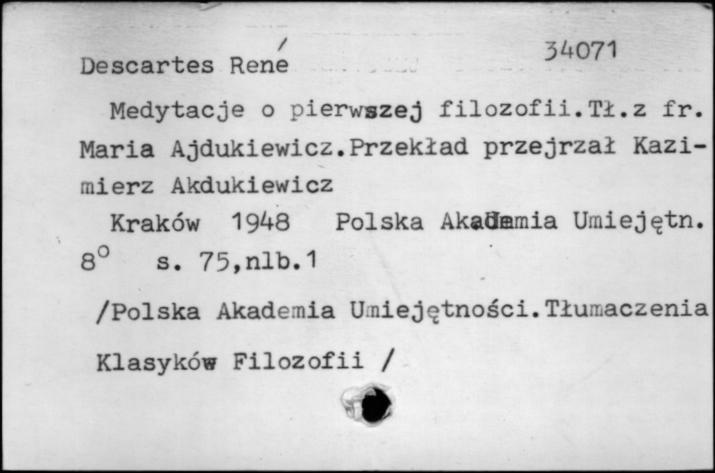 34071
Descartes René
Medytacje o pierwszej filozofii.Tł.z fr.
Maria Ajdukiewicz.Przekład przejrzał Kazi-
mierz Akdukiewicz
Kraków 1948 Polska Akademia Umiejętn.
8° s. 75,nlb.1
/Polska Akademia Umiejętności.Tłumaczenia
Klasyków Filozofii /